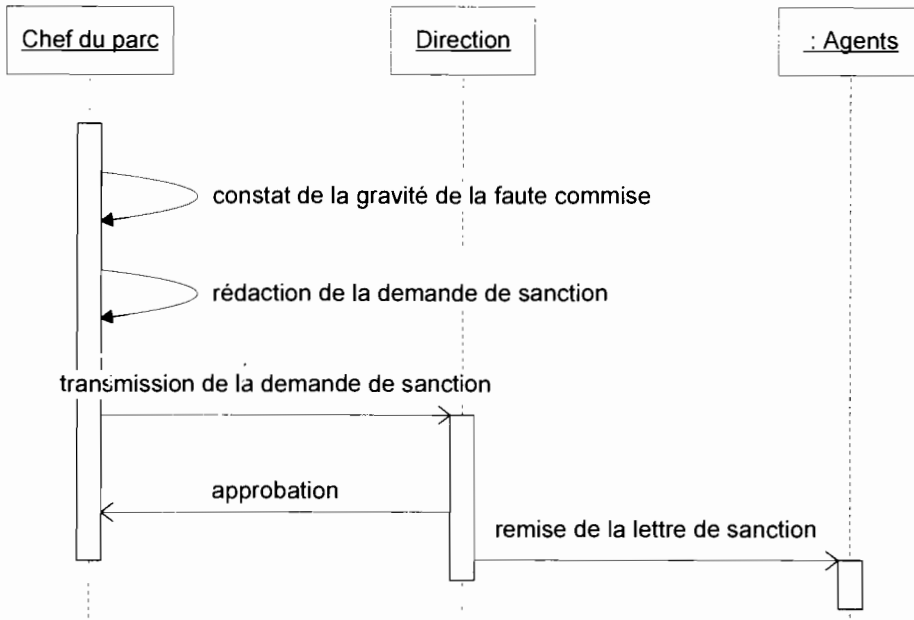 Chef du parc
Direction
: Agents
constat de la gravité de la faute commise
rédaction de la demande de sanction
transmission de la demande de sanction
approbation
remise de la lettre de sanction